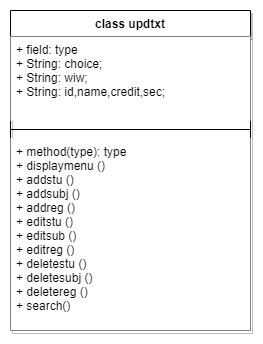 class updtxt
+ field: type
+ String: choice;
+ String: wiw;
+ String: id,name,credit,sec;
+ method(type): type
+ displaymenu ()
+ addstu ()
+ addsubj ()
+ addreg ()
+ editstu ()
+ editsub ()
+ editreg ()
+ deletestu ()
+ deletesubj ()
+ deletereg ()
+ search()